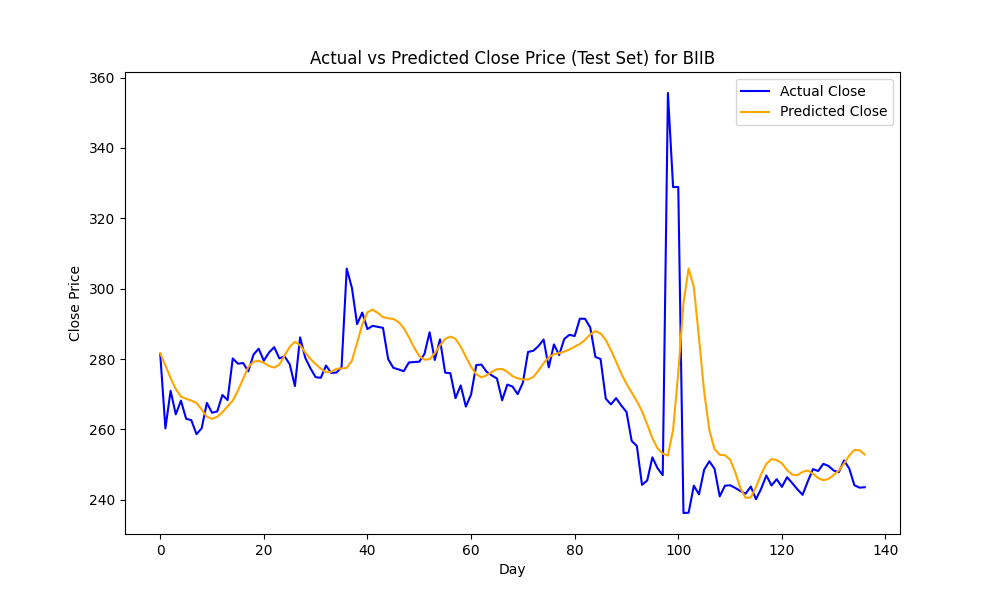 Actual vs Predicted Close Price (Test Set) for BIIB
Actual Close
Predicted Close
Close Price
360
340
320
300
280
260
240
0 20 40 60 80 100 120 140
Day